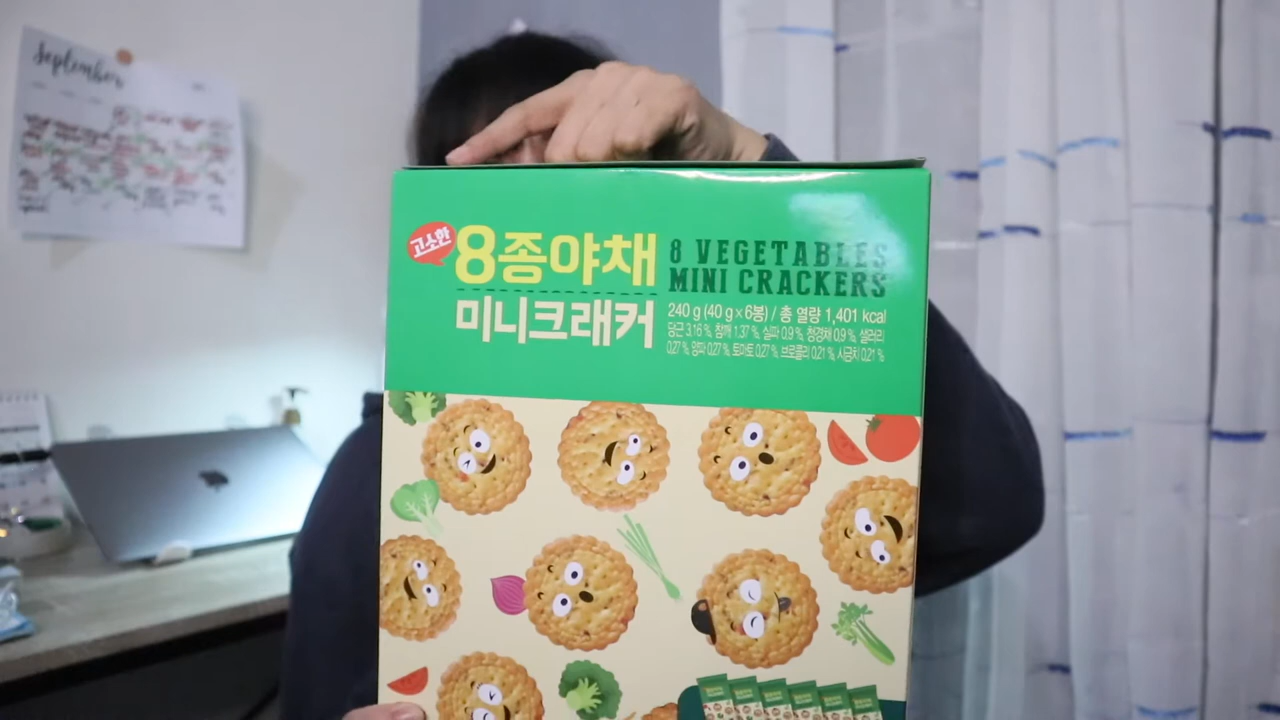 September
고소한
8종야채
미니크래커
8 VEGETABLES
MINI CRACKERS
240 g (40 g×6봉) / 총 열량 1,401 kcal
당근 3.16 %, 참깨 1.37 %, 실파 0.9 %, 청경채 0.9 %, 샐러리
0.27 %, 양파 0.27 %, 토마토 0.27 %, 브로콜리 0.21 %, 시금치 0.21 %